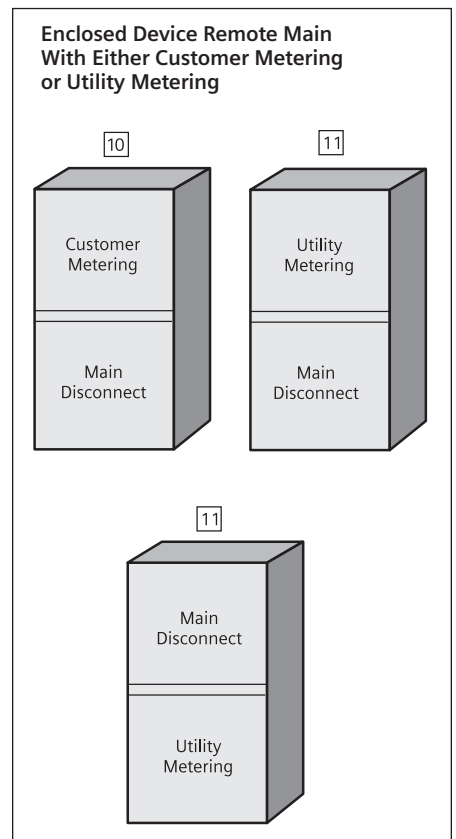 Enclosed Device Remote Main
With Either Customer Metering
or Utility Metering
10
11
Customer
Metering
Main
Disconnect
Utility
Metering
Main
Disconnect
11
Main
Disconnect
Utility
Metering